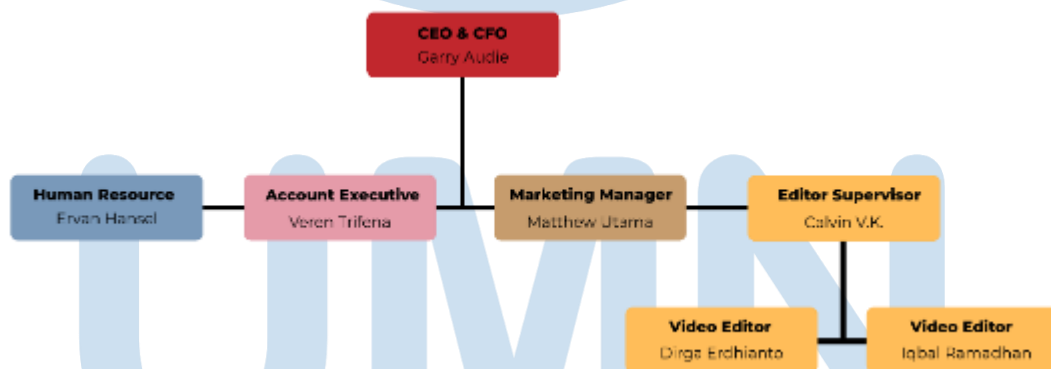 CEO & CFO
Garry Audie
Human Resource
Ervan Hansel
Account Executive
Veren Trifena
Marketing Manager
Matthew Utama
Editor Supervisor
Calvin V.K.
Video Editor
Dirga Erdhianto
Video Editor
Iqbal Ramadhan
UMN